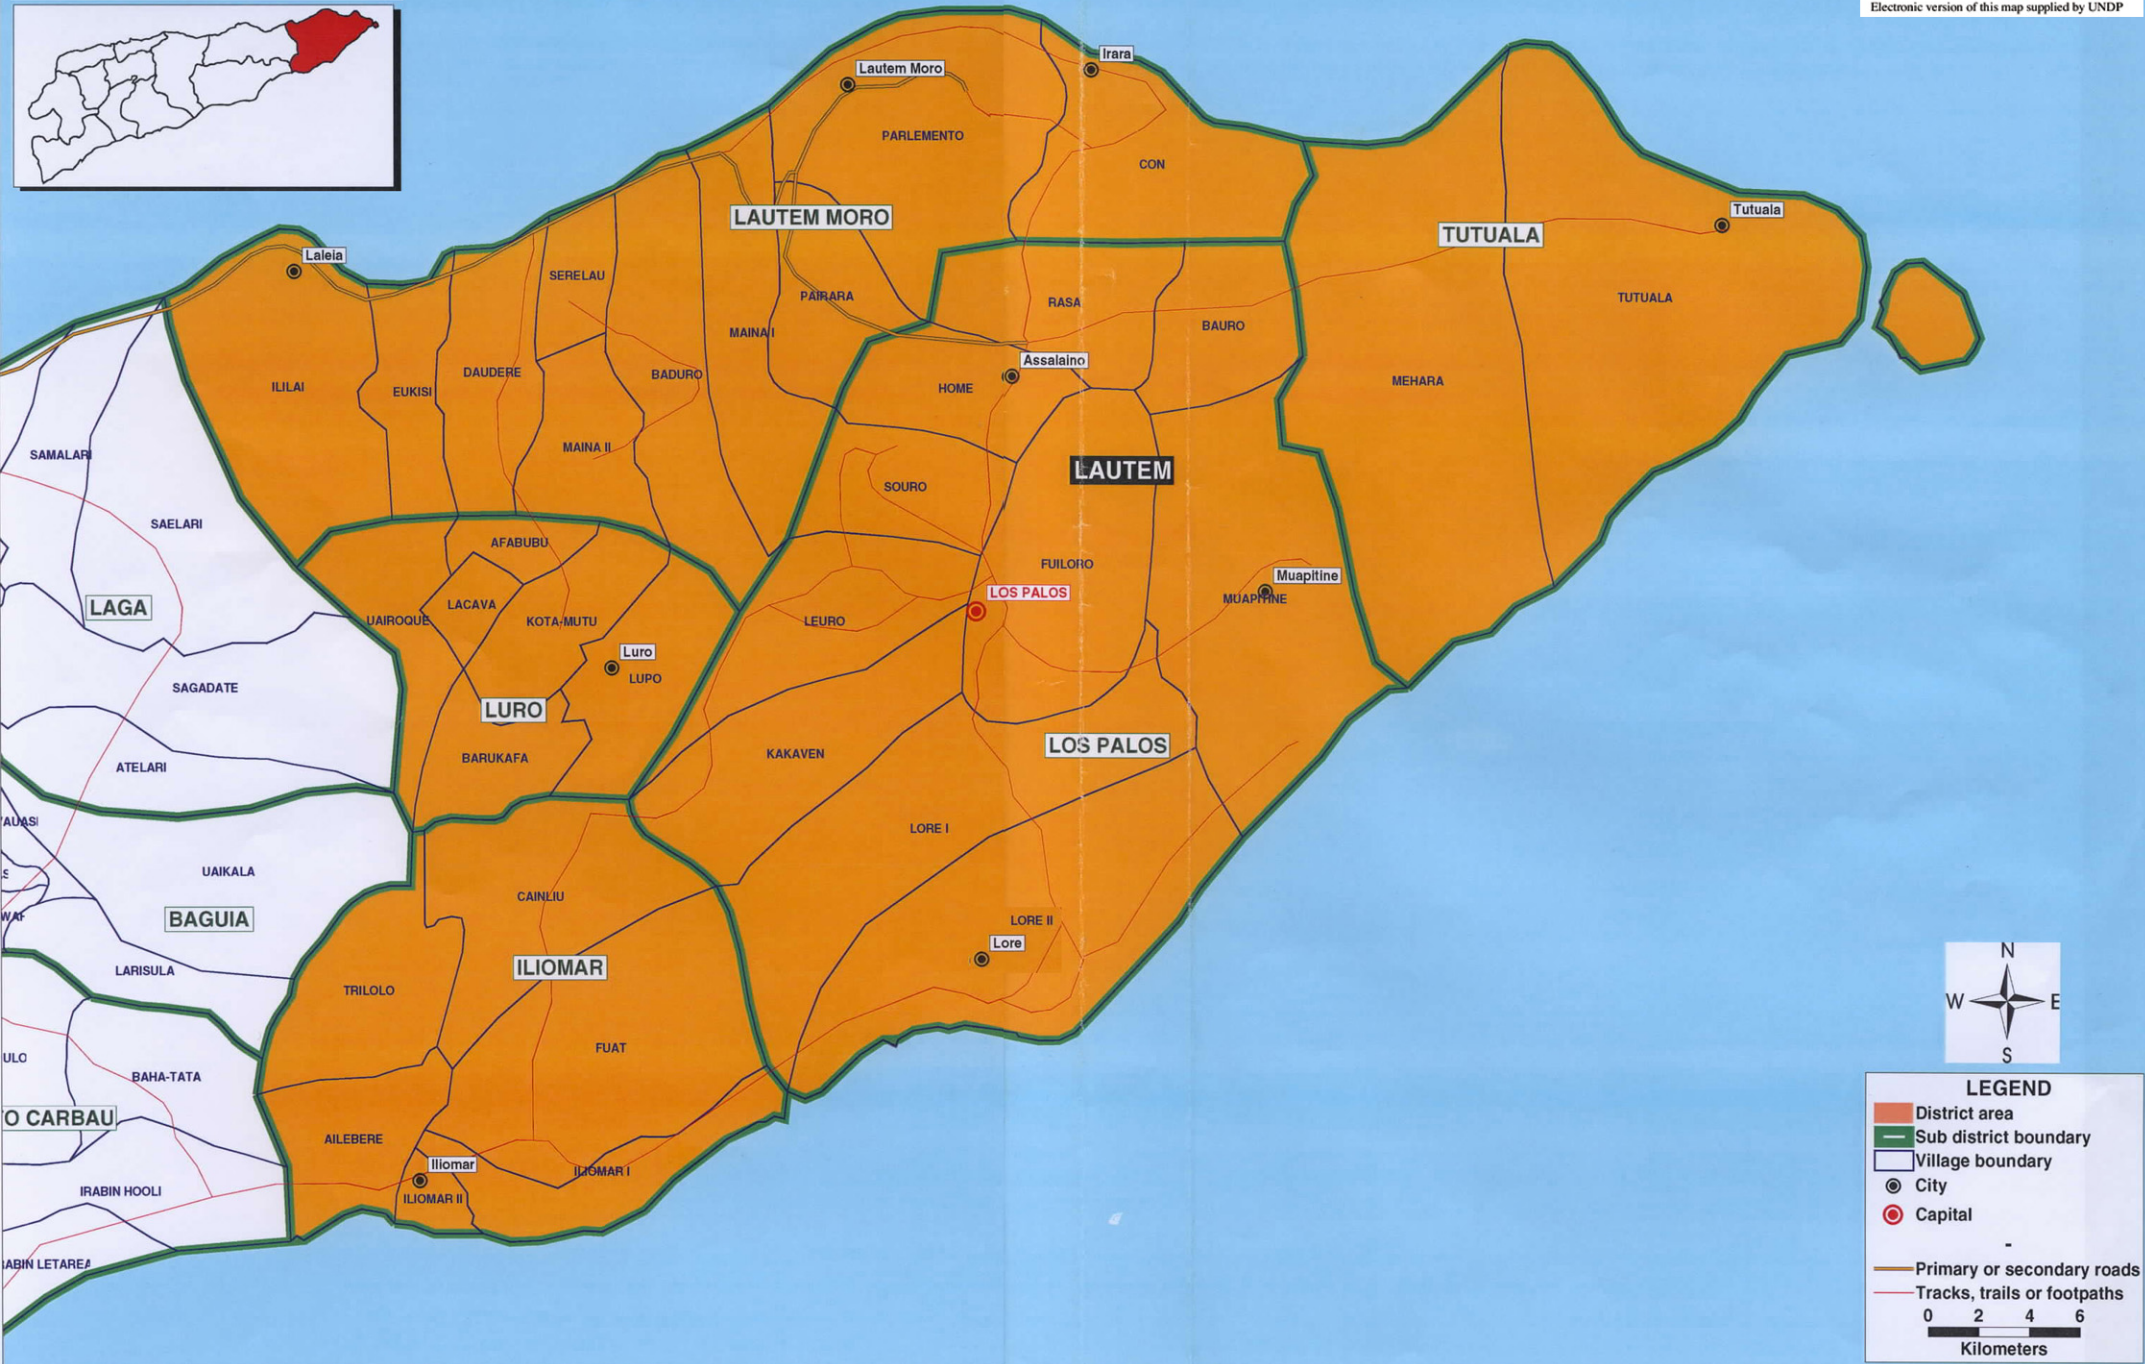 Electronic version of this map supplied by UNDP
Irara
Lautem Moro
PARLEMENTO
CON
LAUTEM MORO
Tutuala
TUTUALA
Laleia
SERELAU
PAIRARA
RASA
TUTUALA
MAINA I
BAURO
Assalaino
ILILAI
EUKISI
DAUDERE
BADURO
HOME
MEHARA
SAMALARI
MAINA II
LAUTEM
SOURO
SAELARI
AFABUBU
FUILORO
Muapitine
LOS PALOS
MUAPITINE
LAGA
LACAVA
UAIROQUE
KOTA-MUTU
LEURO
Luro
LUPO
SAGADATE
LURO
LOS PALOS
BARUKAFA
KAKAVEN
ATELARI
LORE I
UAIKALA
CAINLIU
BAGUIA
LORE II
Lore
LARISULA
ILIOMAR
TRILOLO
FUAT
ULO
BAHA-TATA
O CARBAU
AILEBERE
Iliomar
ILIOMAR I
IRABIN HOOLI
ILIOMAR II
ABIN LETAREA
N
W E
S
LEGEND
District area
Sub district boundary
Village boundary
City
Capital
-
Primary or secondary roads
Tracks, trails or footpaths
0 2 4 6
Kilometers